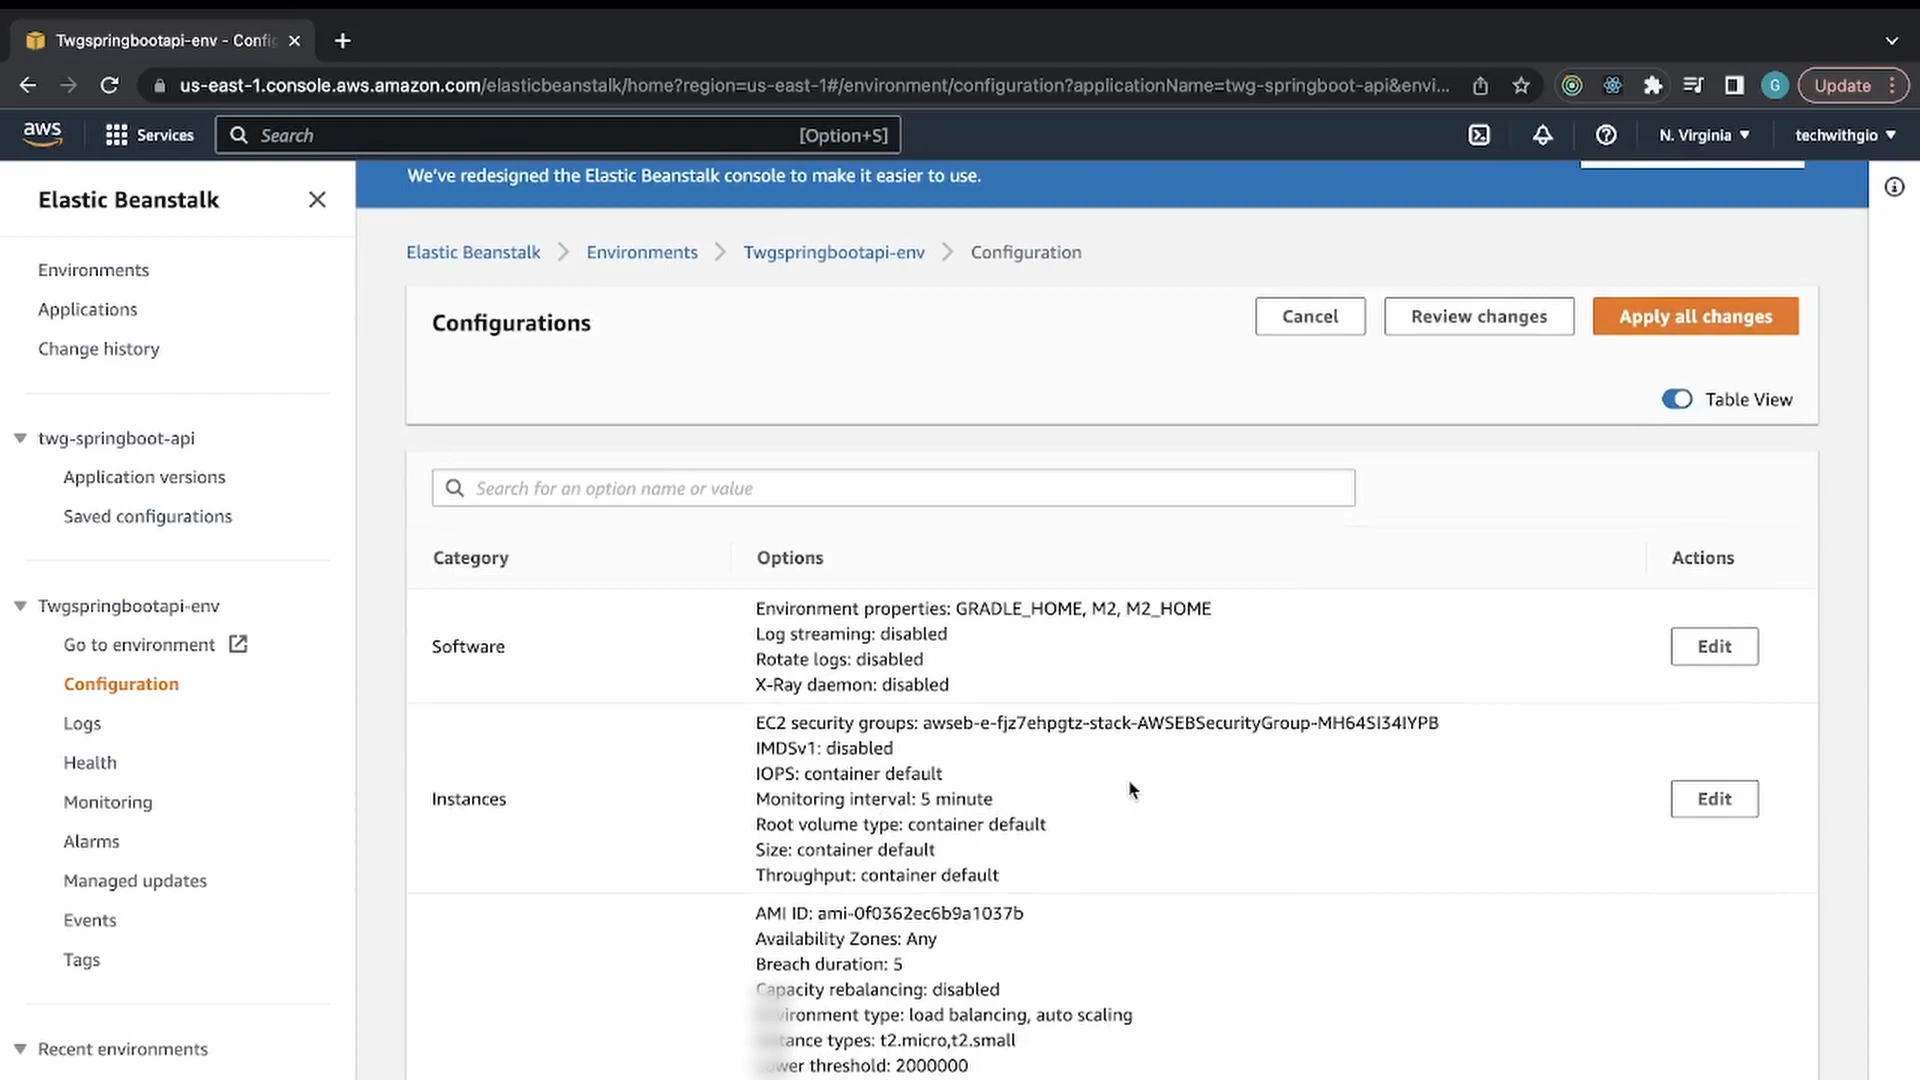 Twgspringbootapi-env - Config
us-east-1.console.aws.amazon.com/elasticbeanstalk/home?region=us-east-1#/environment/configuration?applicationName=twg-springboot-api&envi...
G
Update
aws
Services
Search
[Option+S]
N. Virginia
techwithgio
Elastic Beanstalk
Environments
Applications
Change history
twg-springboot-api
Application versions
Saved configurations
Twgspringbootapi-env
Go to environment
Configuration
Logs
Health
Monitoring
Alarms
Managed updates
Events
Tags
Recent environments
We've redesigned the Elastic Beanstalk console to make it easier to use.
Elastic Beanstalk > Environments > Twgspringbootapi-env > Configuration
Configurations
Cancel
Review changes
Apply all changes
Table View
Search for an option name or value
Category Options Actions
Software
Environment properties: GRADLE_HOME, M2, M2_HOME
Log streaming: disabled
Rotate logs: disabled
X-Ray daemon: disabled
Edit
Instances
EC2 security groups: awseb-e-fjz7ehpgtz-stack-AWSEBSecurityGroup-MH64SI34IYPB
IMDSv1: disabled
IOPS: container default
Monitoring interval: 5 minute
Root volume type: container default
Size: container default
Throughput: container default
Edit
AMI ID: ami-0f0362ec6b9a1037b
Availability Zones: Any
Breach duration: 5
Capacity rebalancing: disabled
type: load balancing, auto scaling
types: t2.micro,t2.small
threshold: 2000000